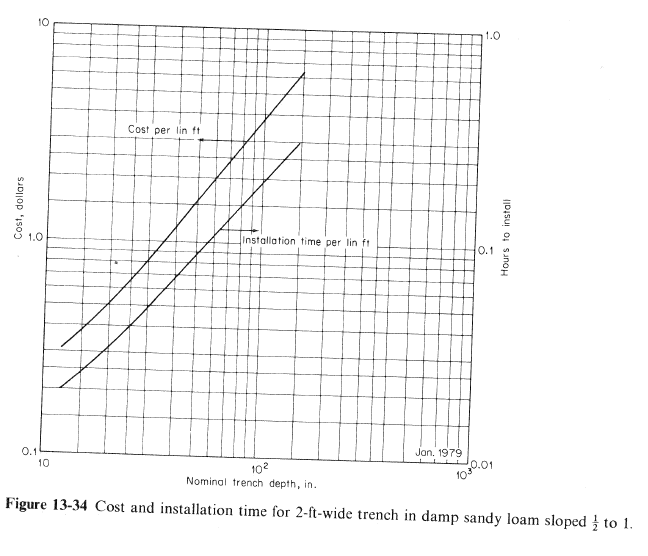 10
1.0
Cost per lin ft
Cost, dollars
Hours to install
Installation time per lin ft
1.0
0.1
Jan. 1979
0.1
0.01
10
10²
10³
Nominal trench depth, in.
Figure 13-34 Cost and installation time for 2-ft-wide trench in damp sandy loam sloped ½ to 1.